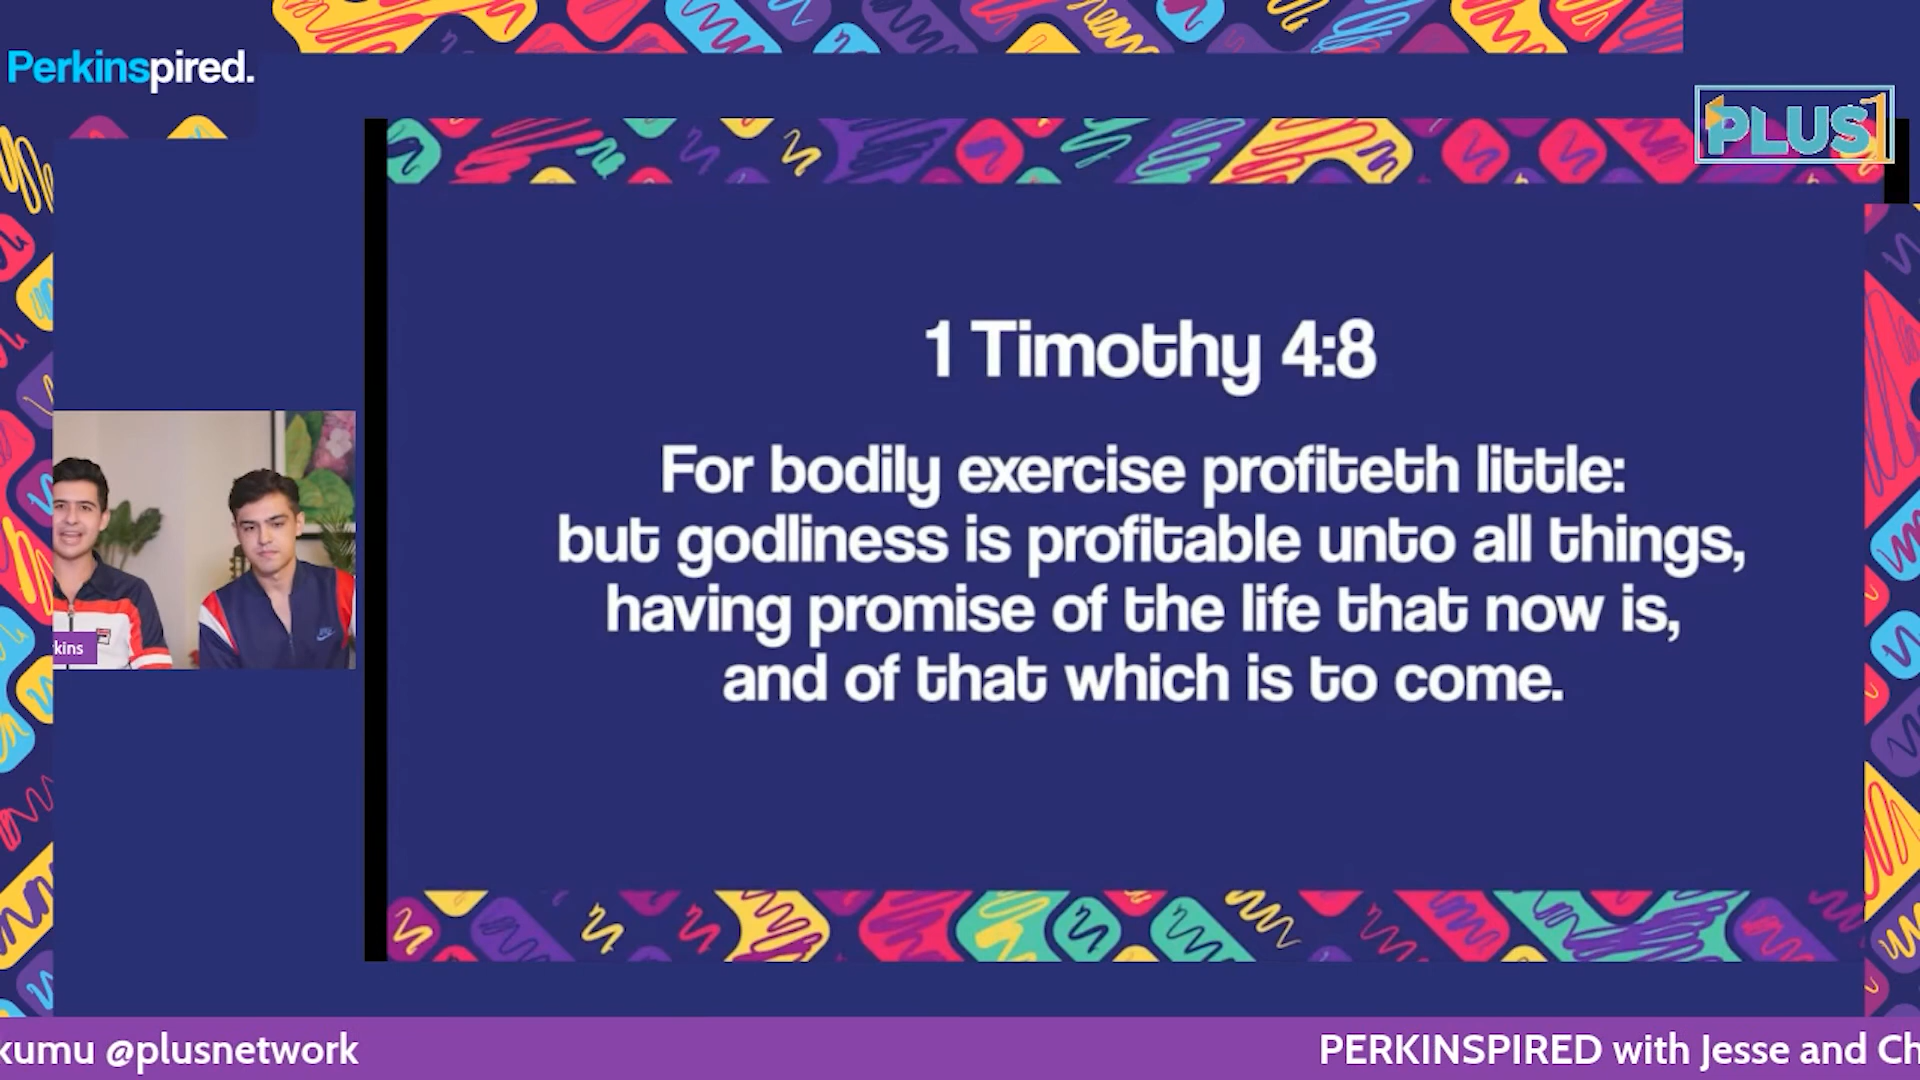 Perkinspired.
PLUS1
1 Timothy 4:8
For bodily exercise profiteth little:
but godliness is profitable unto all things,
having promise of the life that now is,
and of that which is to come.
kins
kumu @plusnetwork
PERKINSPIRED with Jesse and Ch